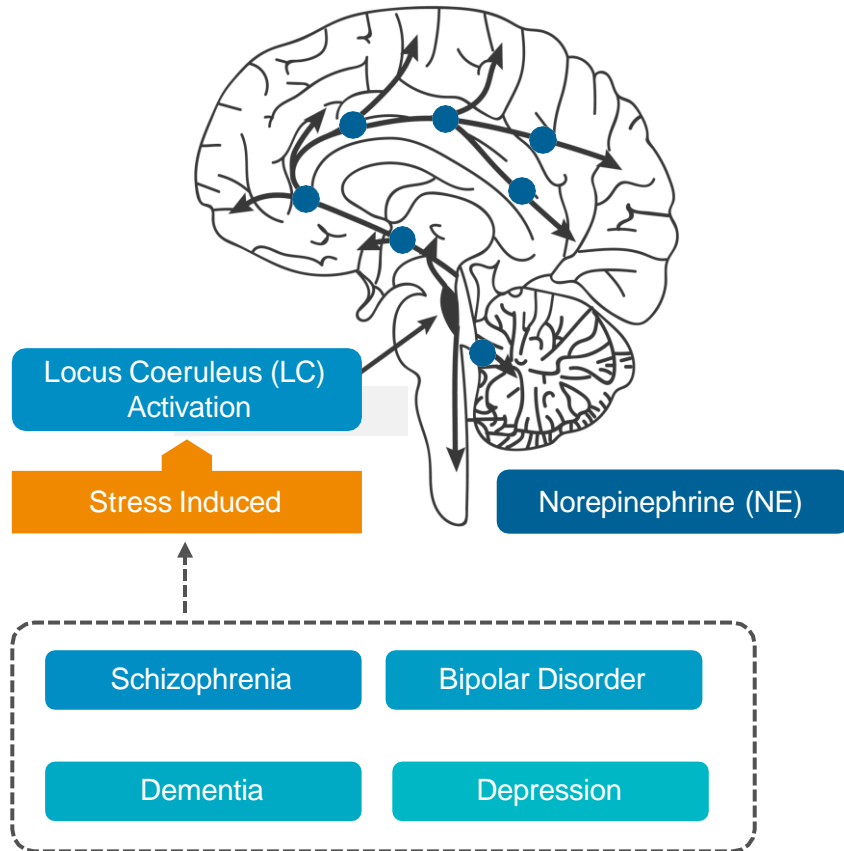 Locus Coeruleus (LC)
Activation
Stress Induced
Norepinephrine (NE)
Schizophrenia
Bipolar Disorder
Dementia
Depression